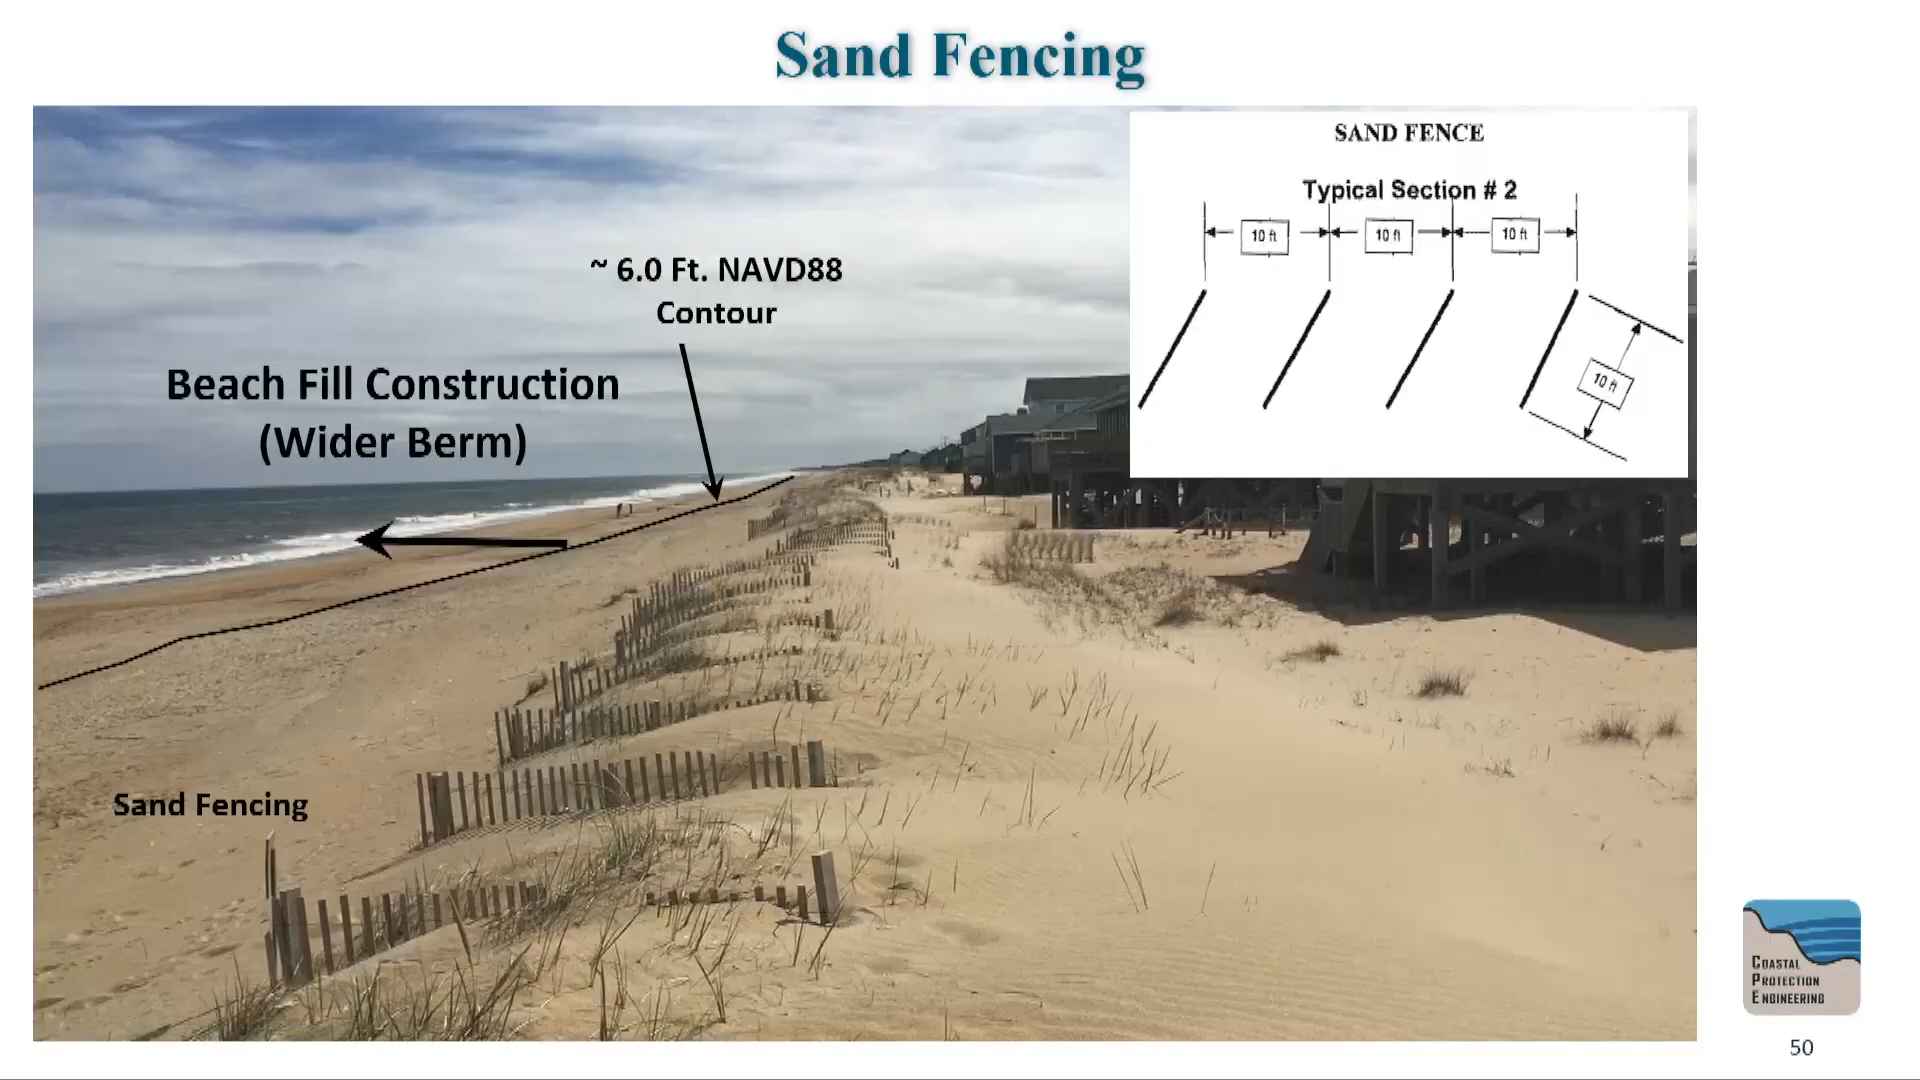 Sand Fencing
SAND FENCE
Typical Section # 2
10 ft 10 ft 10 ft
10 ft
~ 6.0 Ft. NAVD88
Contour
Beach Fill Construction
(Wider Berm)
Sand Fencing
COASTAL
PROTECTION
ENGINEERING
50